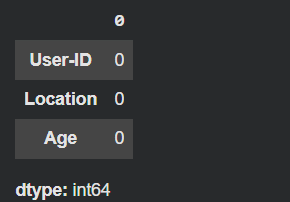 0
User-ID 0
Location 0
Age 0
dtype: int64